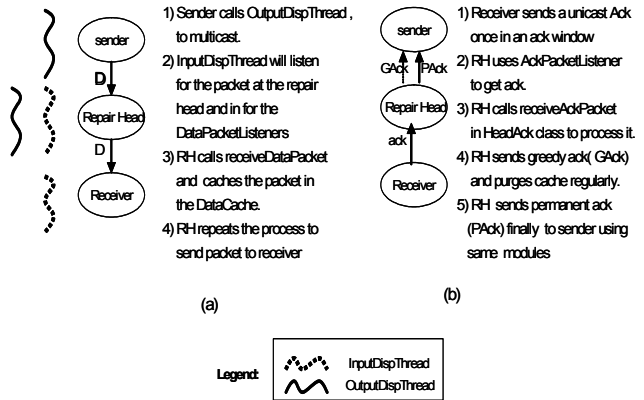 sender
D
Repair Head
D
Receiver
1) Sender calls OutputDispThread ,
to multicast.
2) InputDispThread will listen
for the packet at the repair
head and in for the
DataPacketListeners
3) RH calls receiveDataPacket
and caches the packet in
the DataCache.
4) RH repeats the process to
send packet to receiver
(a)
sender
GAck PAck
Repair Head
ack
Receiver
1) Receiver sends a unicast Ack
once in an ack window
2) RH uses AckPacketListener
to get ack.
3) RH calls receiveAckPacket
in HeadAck class to process it.
4) RH sends greedy ack( GAck)
and purges cache regularly.
5) RH sends permanent ack
(PAck) finally to sender using
same modules
(b)
Legend:
InputDispThread
OutputDispThread